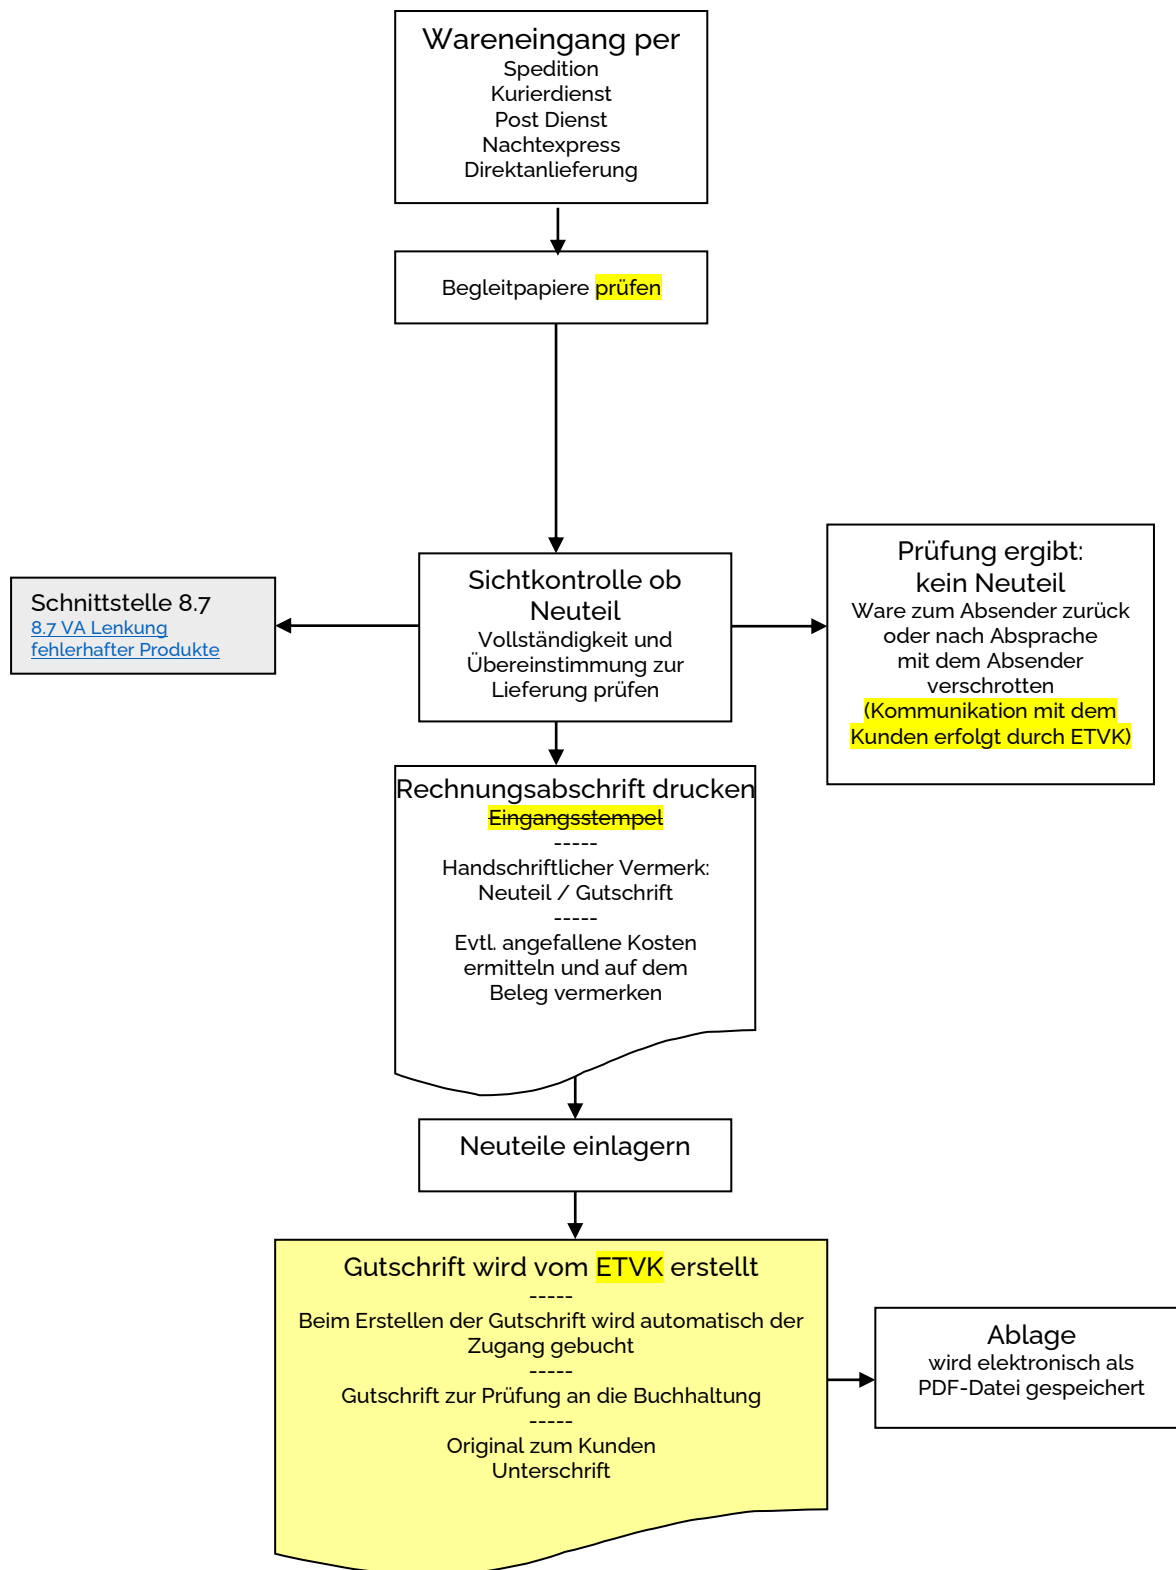 Wareneingang per
Spedition
Kurierdienst
Post Dienst
Nachtexpress
Direktanlieferung
Begleitpapiere prüfen
Sichtkontrolle ob
Neuteil
Vollständigkeit und
Übereinstimmung zur
Lieferung prüfen
Schnittstelle 8.7
8.7 VA Lenkung
fehlerhafter Produkte
Prüfung ergibt:
kein Neuteil
Ware zum Absender zurück
oder nach Absprache
mit dem Absender
verschrotten
(Kommunikation mit dem
Kunden erfolgt durch ETVK)
Rechnungsabschrift drucken
Eingangsstempel
-----
Handschriftlicher Vermerk:
Neuteil / Gutschrift
-----
Evtl. angefallene Kosten
ermitteln und auf dem
Beleg vermerken
Neuteile einlagern
Gutschrift wird vom ETVK erstellt
-----
Beim Erstellen der Gutschrift wird automatisch der
Zugang gebucht
-----
Gutschrift zur Prüfung an die Buchhaltung
-----
Original zum Kunden
Unterschrift
Ablage
wird elektronisch als
PDF-Datei gespeichert